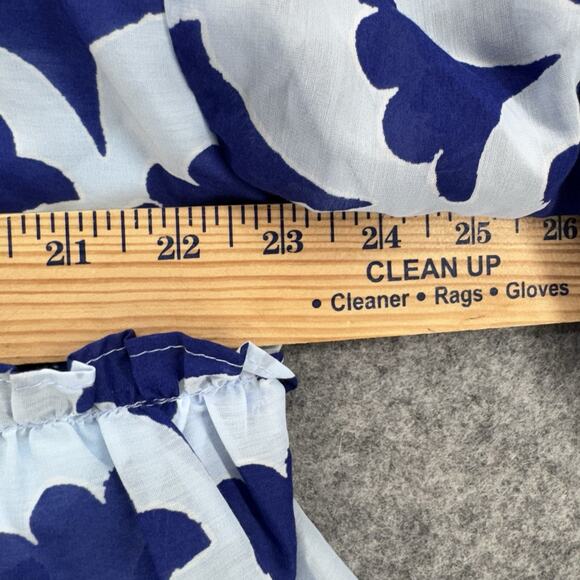 21 22 23 24 25 26
CLEAN UP
• Cleaner • Rags • Gloves